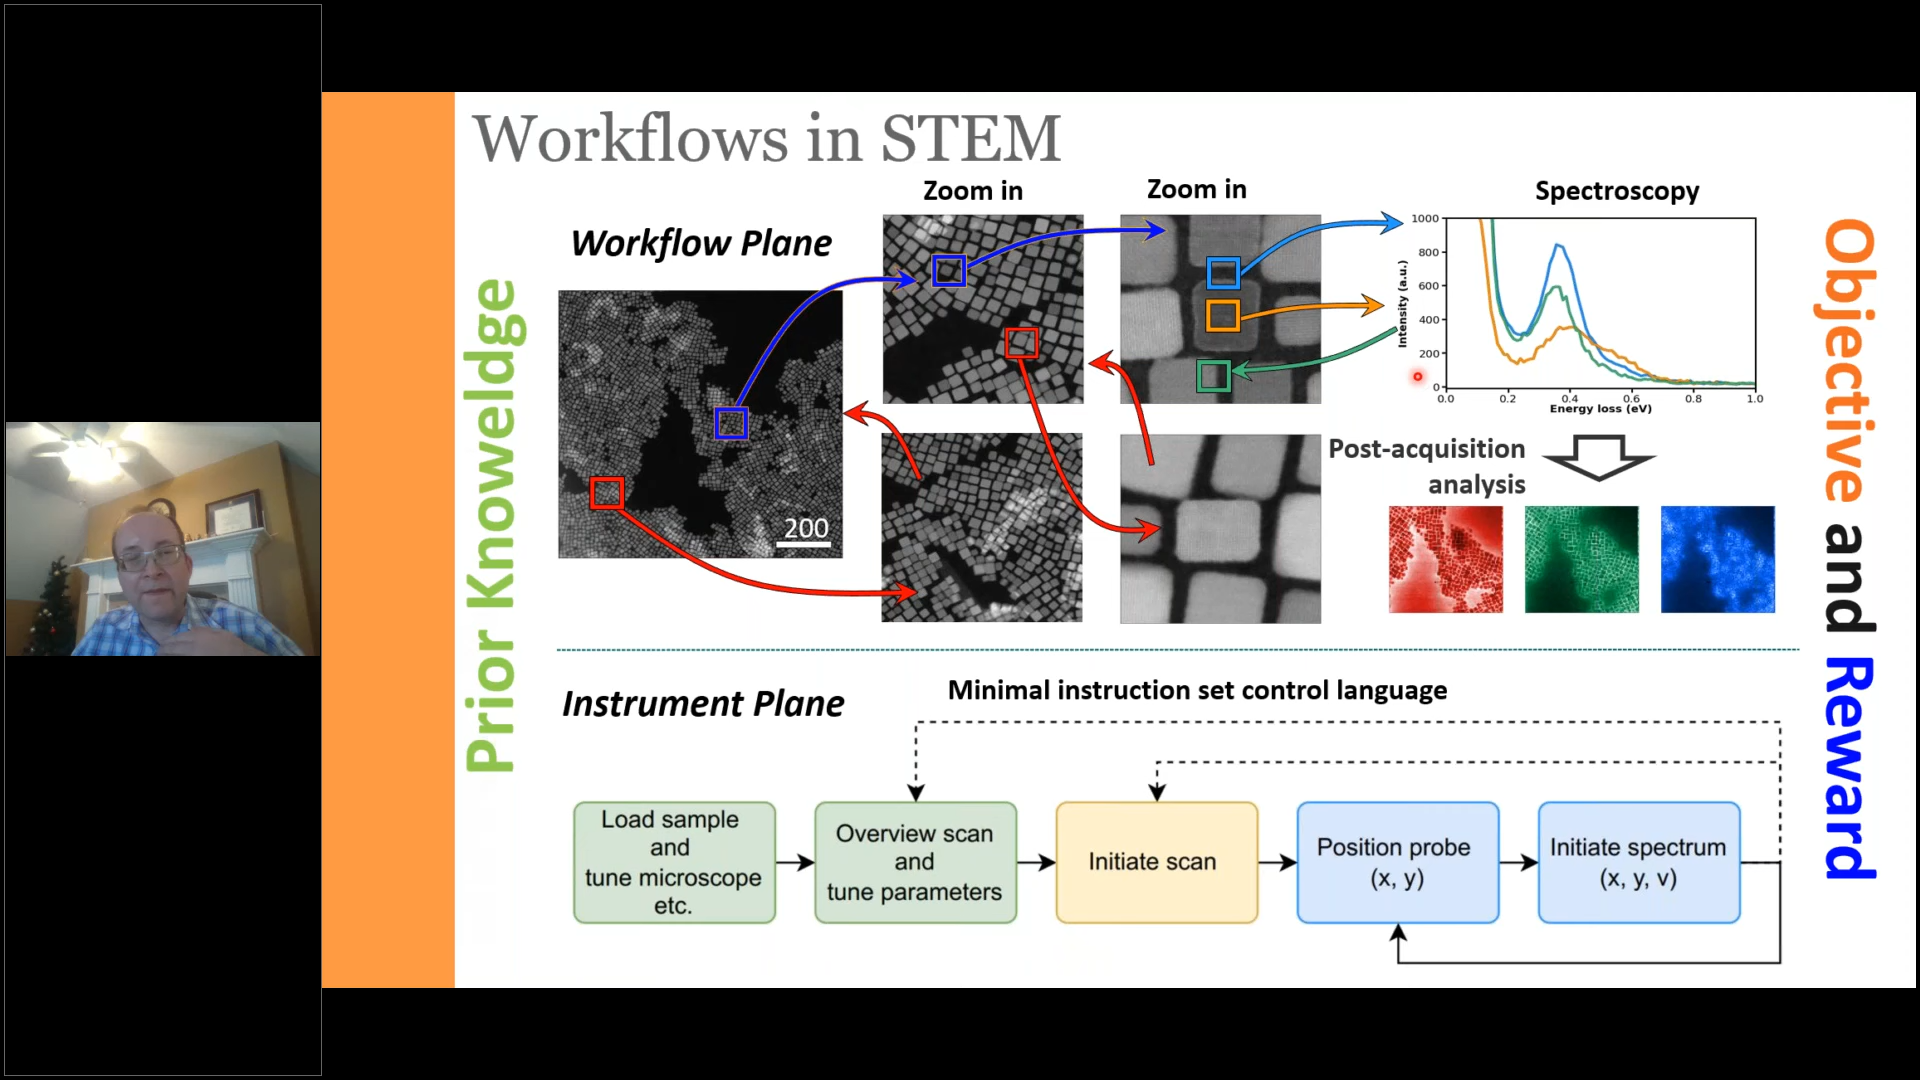 Workflows in STEM
Prior Knoweldge
Workflow Plane
Zoom in
Zoom in
Spectroscopy
200
1000
800
600
400
200
0
Intensity (a.u.)
0.0 0.2 0.4 0.6 0.8 1.0
Energy loss (eV)
Post-acquisition
analysis
Objective and Reward
Instrument Plane
Minimal instruction set control language
Load sample
and
tune microscope
etc.
Overview scan
and
tune parameters
Initiate scan
Position probe
(x, y)
Initiate spectrum
(x, y, v)